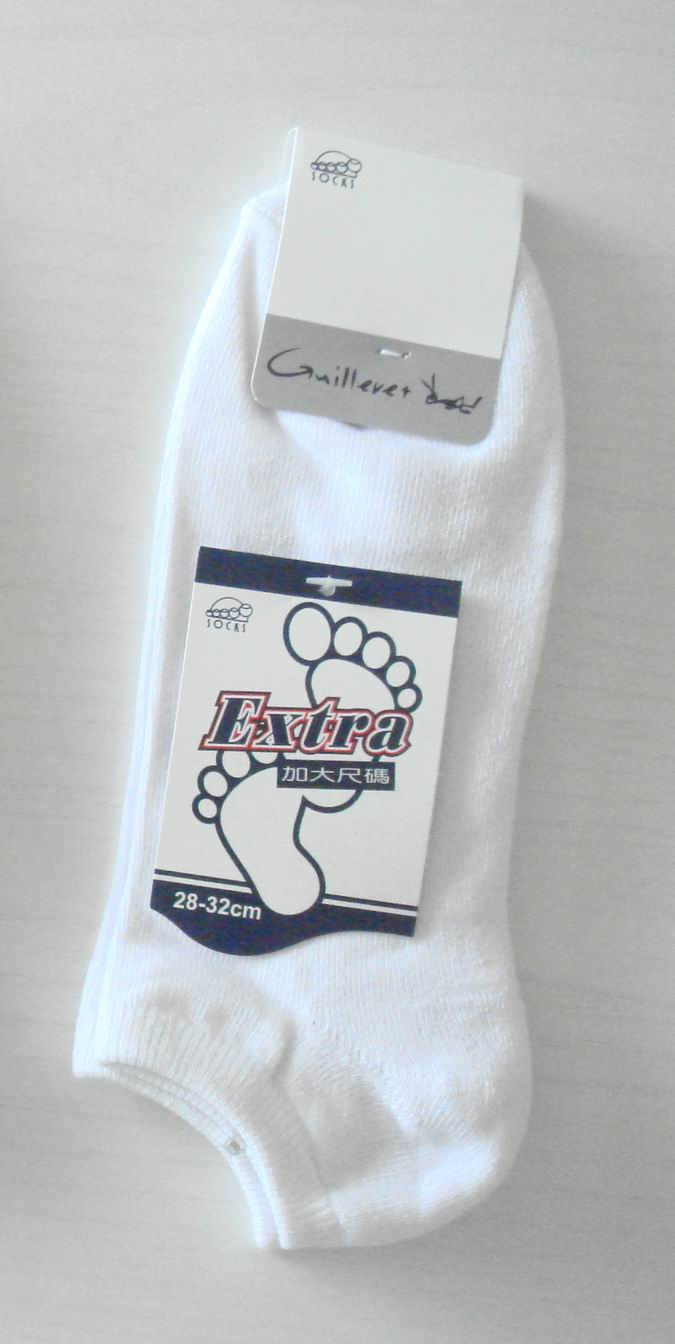 SOCKS
Guillevet
SOCKS
Extra
加大尺碼
28-32cm